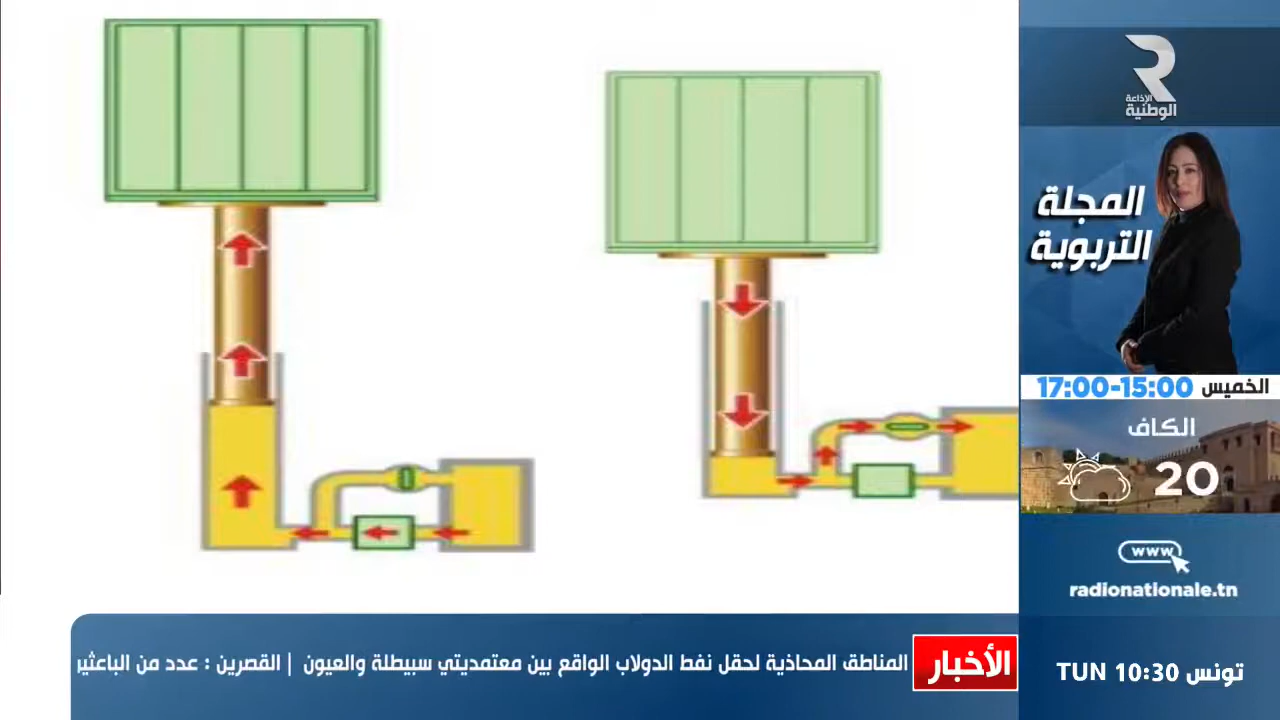 الإذاعة
الوطنية
المجلة
التربوية
الخميس 15:00-17:00
الكاف
20
www
radionationale.tn
تونس 10:30 TUN
الأخبار
المناطق المحاذية لحقل نفط الدولاب الواقع بين معتمديتي سبيطلة والعيون | القصرين : عدد من الباعثين